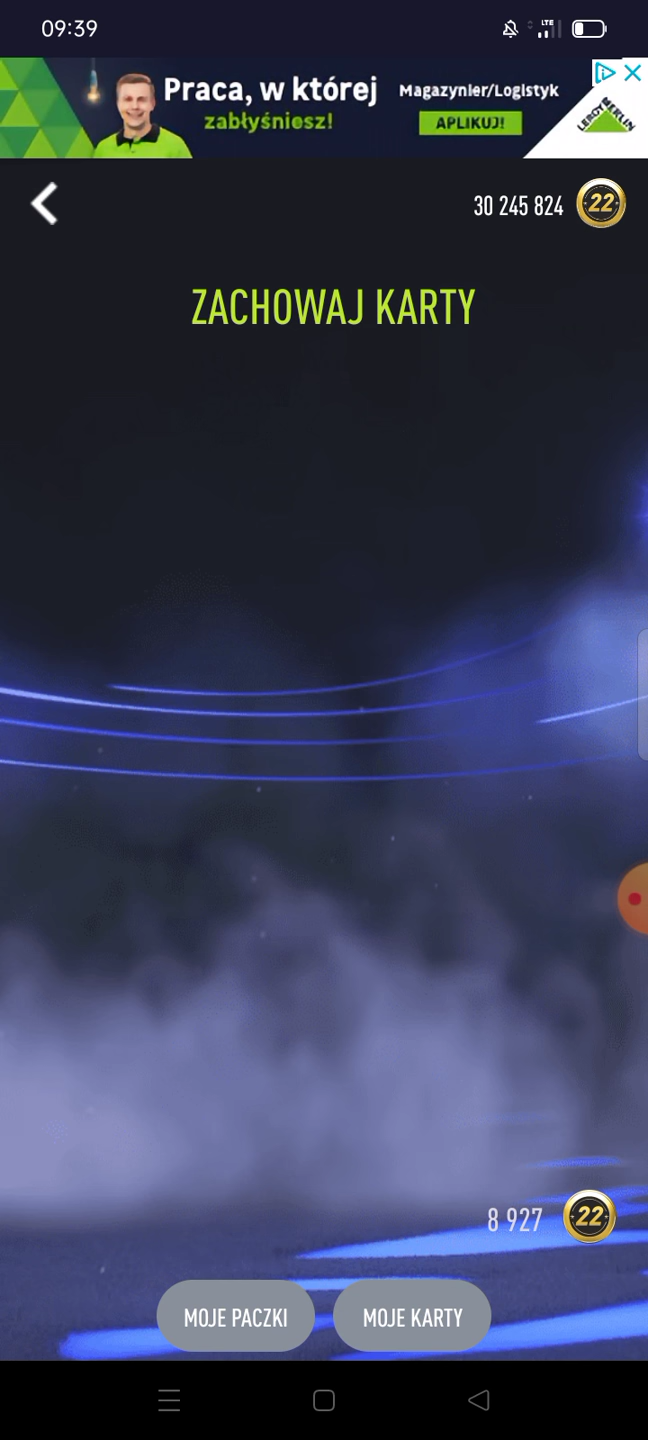 09:39
LTE
Praca, w której
zabłyśniesz!
Magazynier/Logistyk
APLIKUJ!
LEROY MERLIN
30 245 824
22
ZACHOWAJ KARTY
8 927
22
MOJE PACZKI
MOJE KARTY